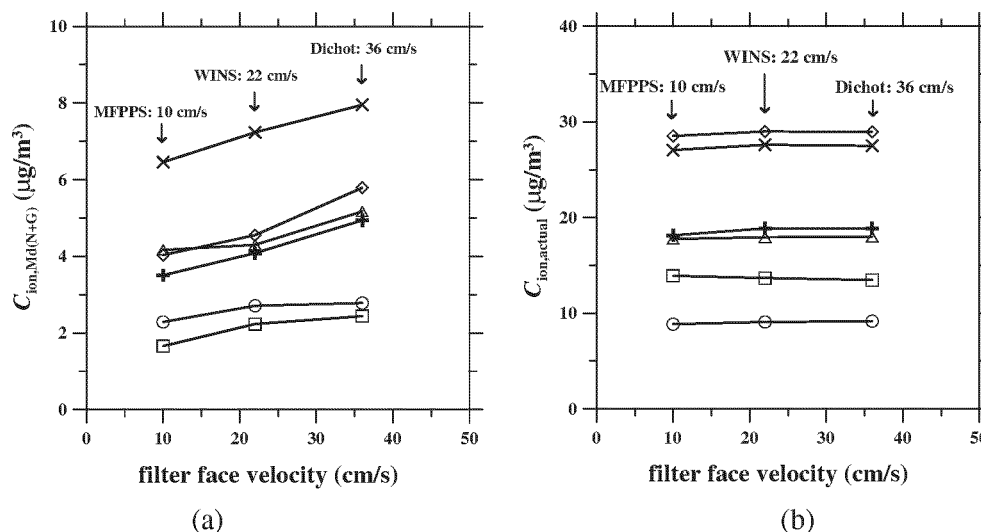 10
8
6
4
2
0
C_ion,Md(N+G) (μg/m³)
MFPPS: 10 cm/s
WINS: 22 cm/s
Dichot: 36 cm/s
0 10 20 30 40 50
filter face velocity (cm/s)
(a)
40
30
20
10
0
C_ion,actual (μg/m³)
MFPPS: 10 cm/s
WINS: 22 cm/s
Dichot: 36 cm/s
0 10 20 30 40 50
filter face velocity (cm/s)
(b)